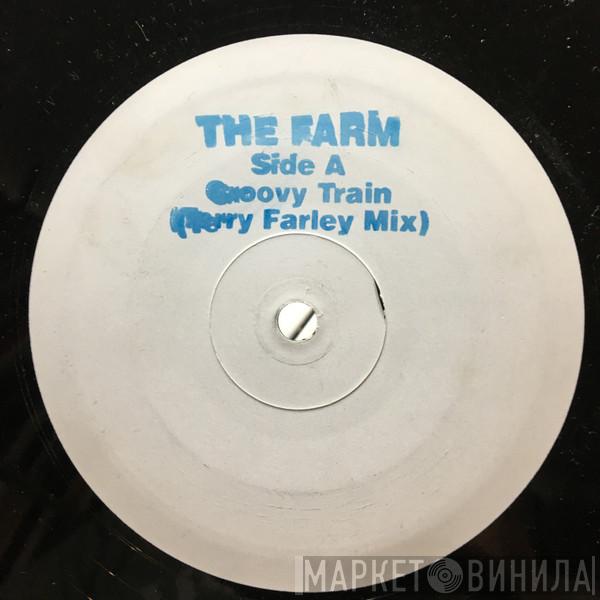 THE FARM
Side A
Groovy Train
(Terry Farley Mix)
МАРКЕТ ВИНИЛА